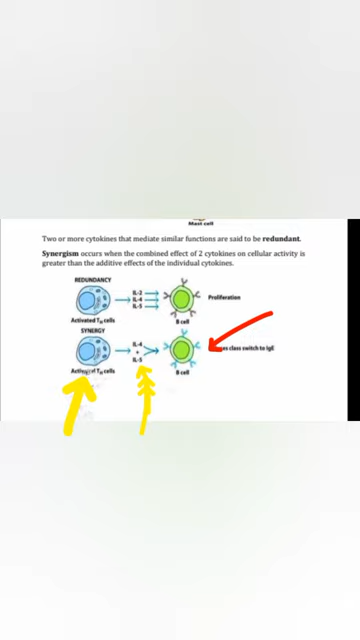 Mast cell
Two or more cytokines that mediate similar functions are said to be redundant.
Synergism occurs when the combined effect of 2 cytokines on cellular activity is
greater than the additive effects of the individual cytokines.
REDUNDANCY
IL-2
IL-4
IL-5
Proliferation
Activated TH cells
B cell
SYNERGY
IL-4
+
IL-5
class switch to IgE
Activated TH cells
B cell